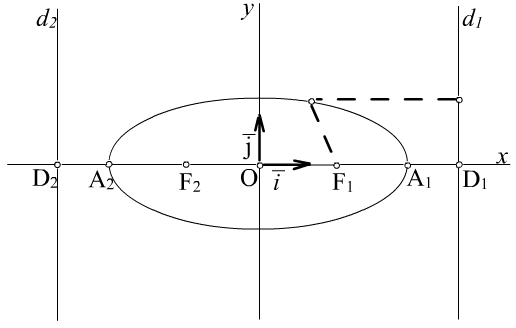 d₂ y d₁
j̅
x
D₂ A₂ F₂ O i̅ F₁ A₁ D₁